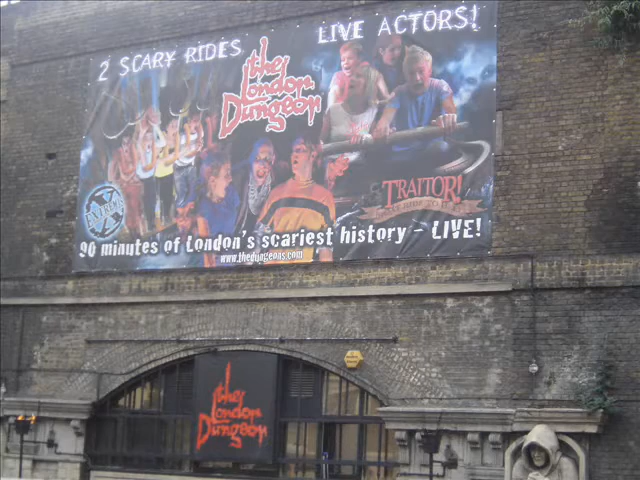 2 SCARY RIDES
LIVE ACTORS!
the
London
Dungeon
EXTREMIS
TRAITOR!
90 minutes of London's scariest history - LIVE!
www.thedungeons.com
the
London
Dungeon